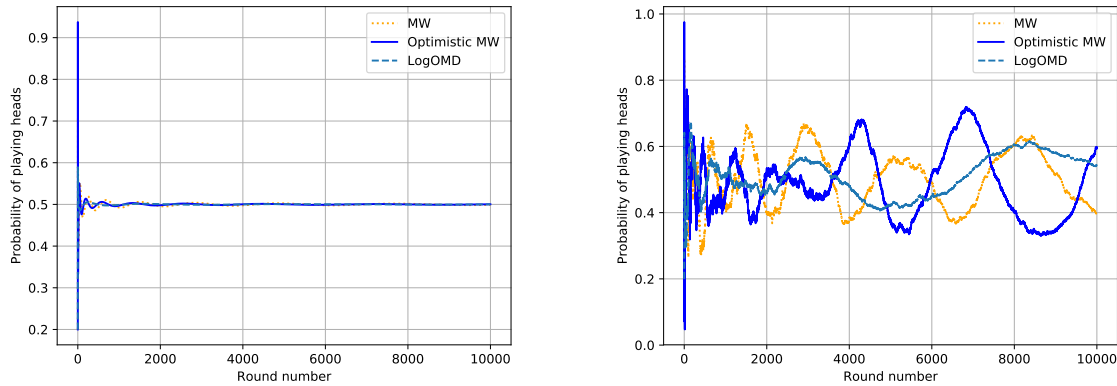 0.9
0.8
0.7
0.6
0.5
0.4
0.3
0.2
Probability of playing heads
MW
Optimistic MW
LogOMD
0 2000 4000 6000 8000 10000
Round number
1.0
0.8
0.6
0.4
0.2
0.0
Probability of playing heads
MW
Optimistic MW
LogOMD
0 2000 4000 6000 8000 10000
Round number